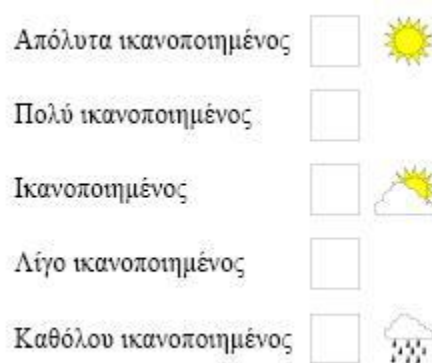 Απόλυτα ικανοποιημένος
Πολύ ικανοποιημένος
Ικανοποιημένος
Λίγο ικανοποιημένος
Καθόλου ικανοποιημένος